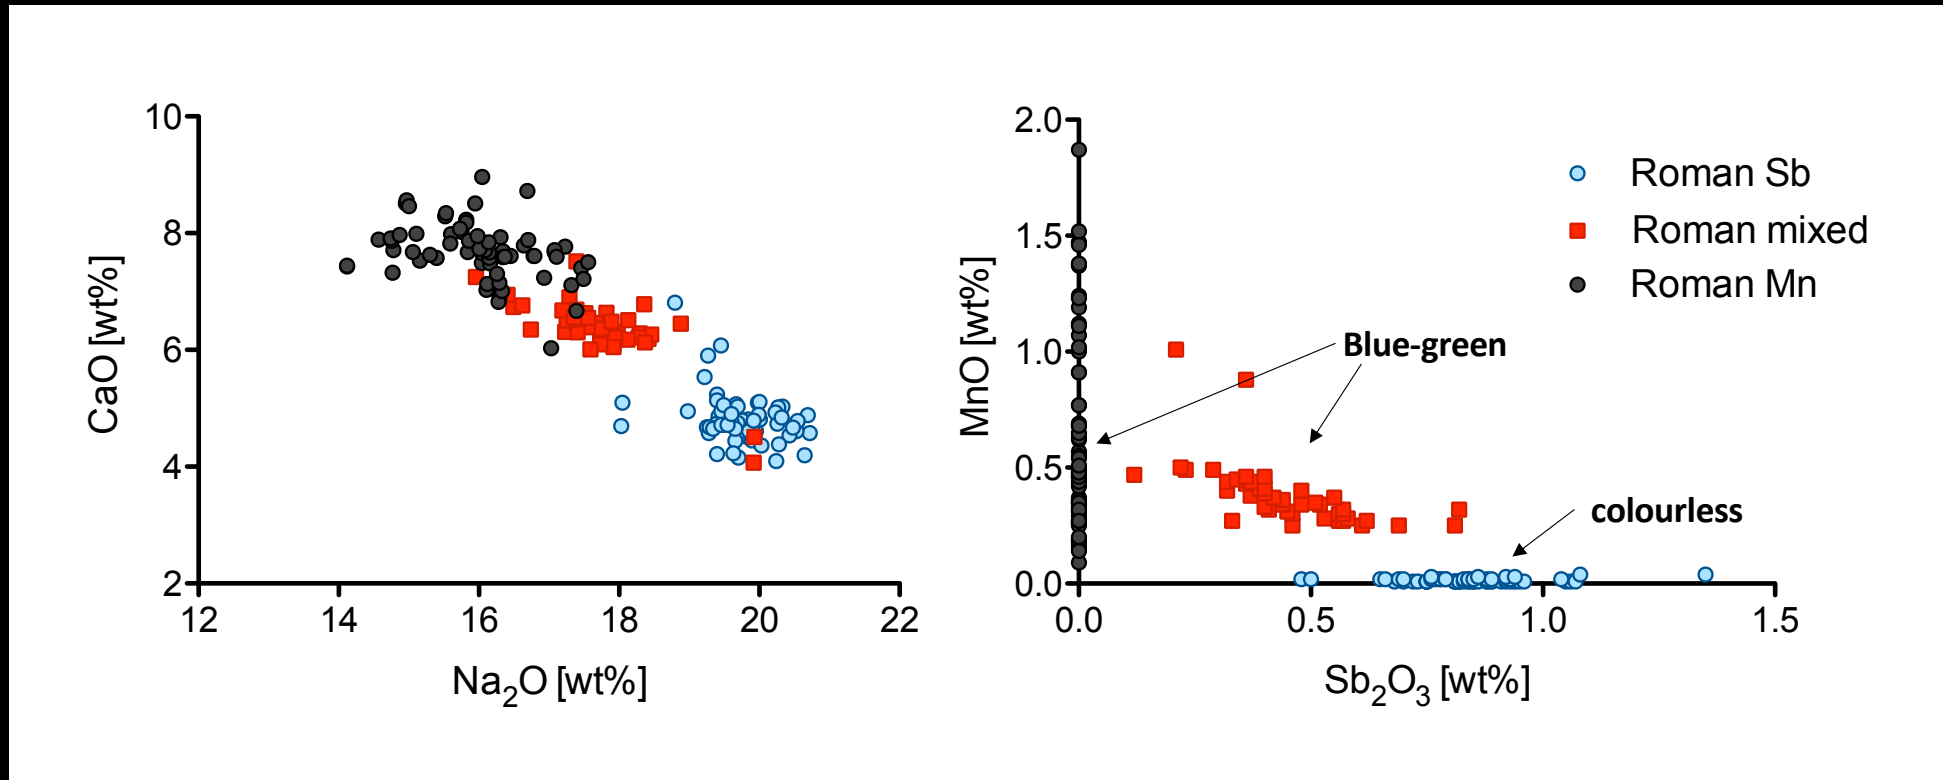 10
8
6
4
2
12 14 16 18 20 22
CaO [wt%]
Na₂O [wt%]
2.0
1.5
1.0
0.5
0.0
0.0 0.5 1.0 1.5
MnO [wt%]
Sb₂O₃ [wt%]
Roman Sb
Roman mixed
Roman Mn
Blue-green
colourless